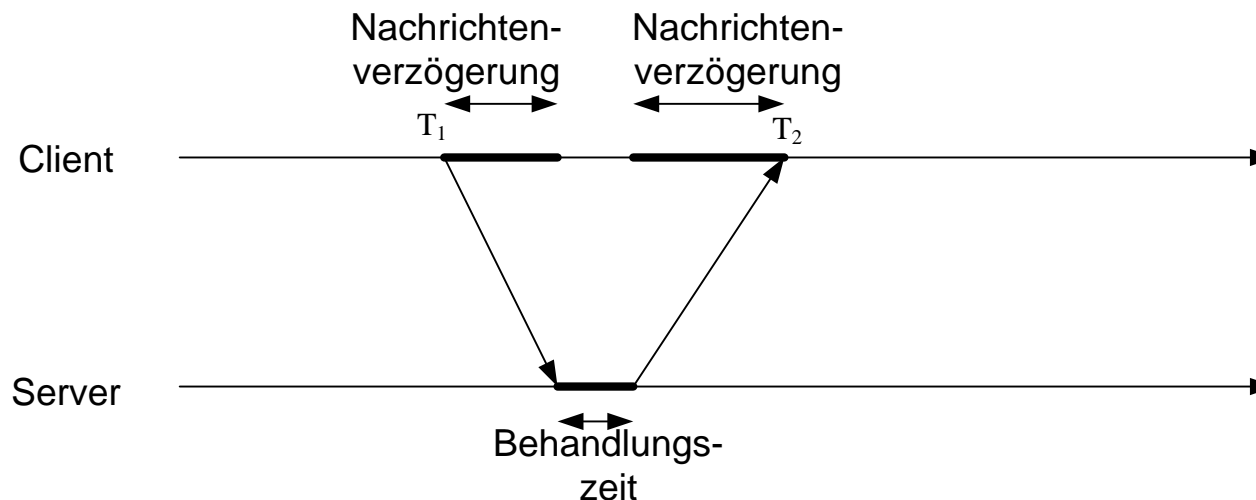 Nachrichten-
verzögerung
Nachrichten-
verzögerung
T₁
T₂
Client
Server
Behandlungs-
zeit